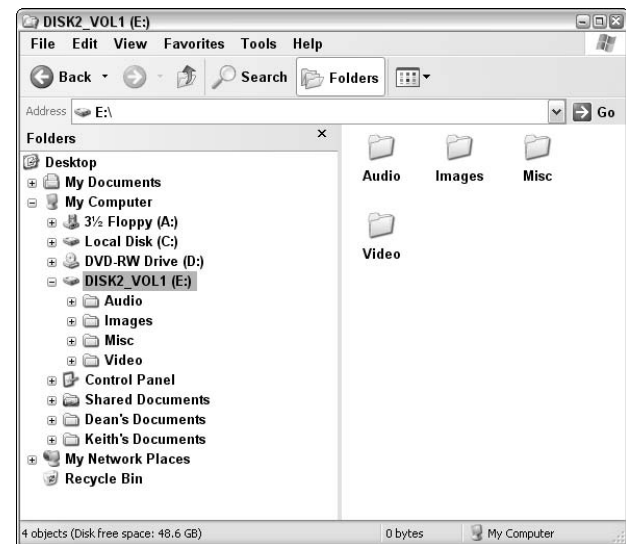 DISK2_VOL1 (E:)
File Edit View Favorites Tools Help
Back Search Folders
Address E:\ Go
Folders x
Desktop
My Documents
My Computer
3½ Floppy (A:)
Local Disk (C:)
DVD-RW Drive (D:)
DISK2_VOL1 (E:)
Audio
Images
Misc
Video
Control Panel
Shared Documents
Dean's Documents
Keith's Documents
My Network Places
Recycle Bin
Audio Images Misc
Video
4 objects (Disk free space: 48.6 GB) 0 bytes My Computer